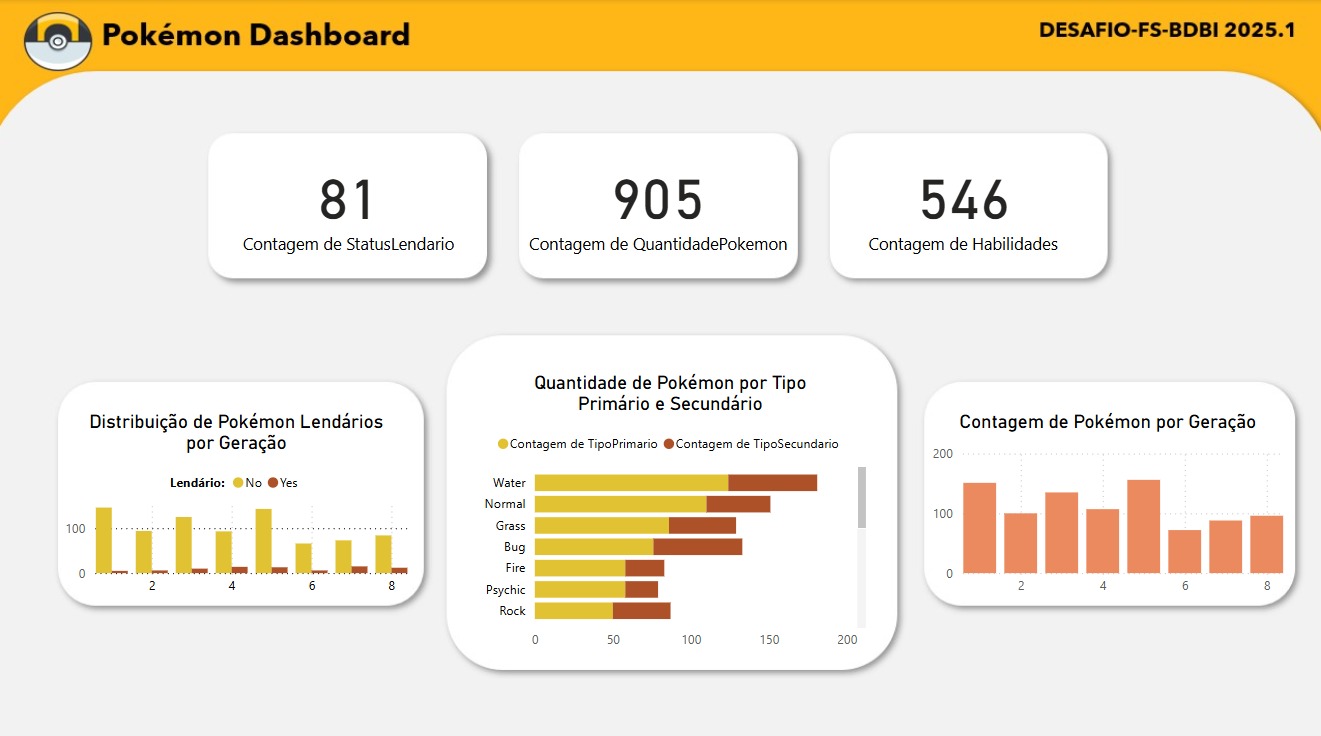 Pokémon Dashboard
DESAFIO-FS-BDBI 2025.1
81
Contagem de StatusLendario
905
Contagem de QuantidadePokemon
546
Contagem de Habilidades
Distribuição de Pokémon Lendários
por Geração
Lendário: No Yes
100
0
2 4 6 8
Quantidade de Pokémon por Tipo
Primário e Secundário
Contagem de TipoPrimario Contagem de TipoSecundario
Water
Normal
Grass
Bug
Fire
Psychic
Rock
0 50 100 150 200
Contagem de Pokémon por Geração
200
100
0
2 4 6 8